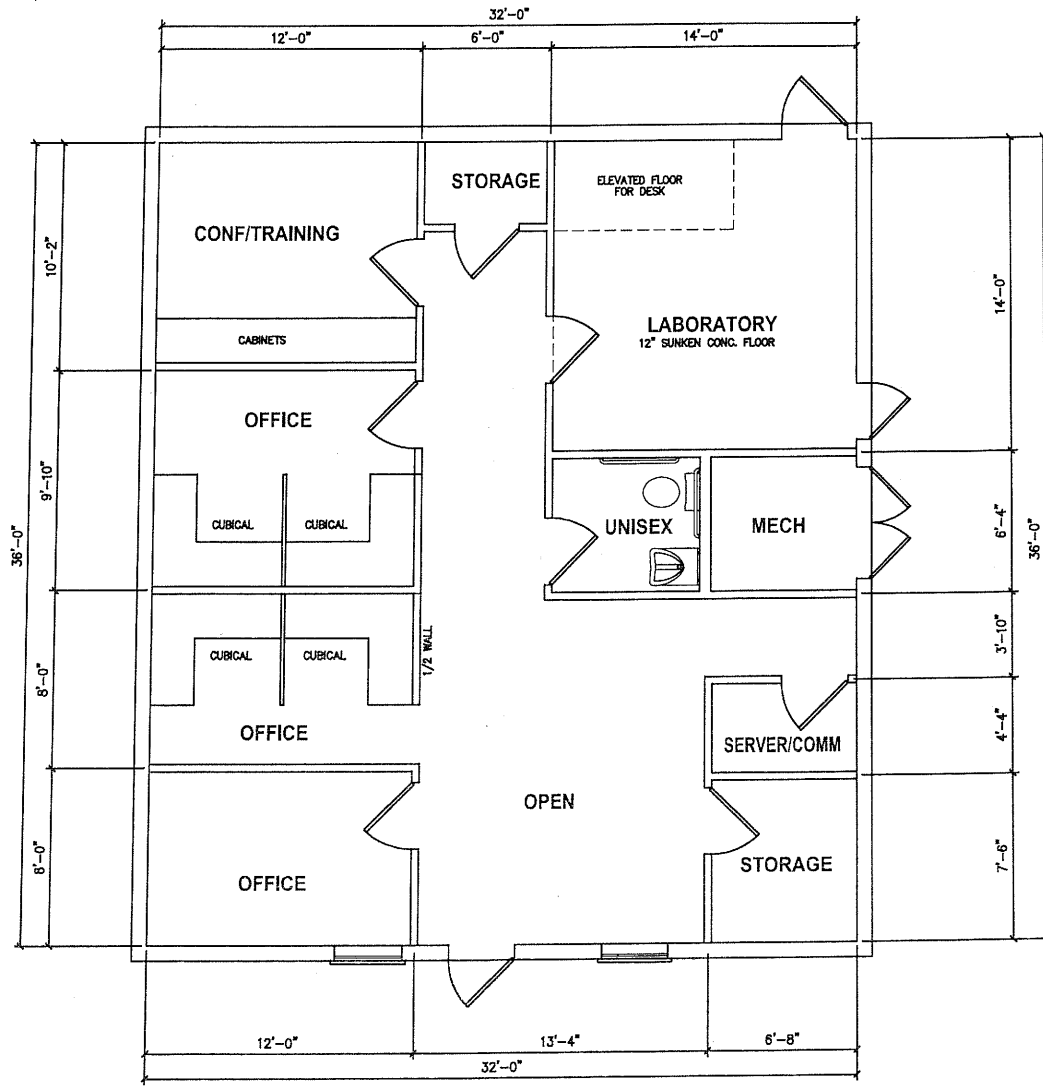 32'-0"
12'-0"
6'-0"
14'-0"
STORAGE
ELEVATED FLOOR
FOR DESK
CONF/TRAINING
10'-2"
14'-0"
LABORATORY
12" SUNKEN CONC. FLOOR
CABINETS
OFFICE
9'-10"
CUBICAL
CUBICAL
UNISEX
MECH
6'-4"
36'-0"
36'-0"
8'-0"
CUBICAL
CUBICAL
1/2 WALL
3'-10"
OFFICE
SERVER/COMM
4'-4"
OPEN
8'-0"
OFFICE
STORAGE
7'-6"
12'-0"
13'-4"
6'-8"
32'-0"